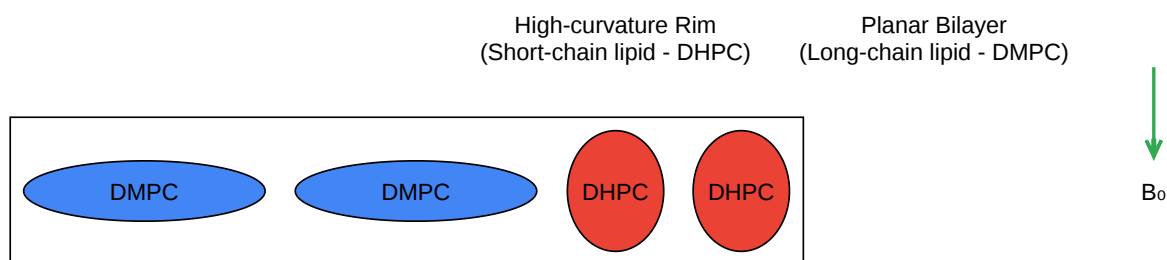 High-curvature Rim
(Short-chain lipid - DHPC)
Planar Bilayer
(Long-chain lipid - DMPC)
DMPC
DMPC
DHPC
DHPC
B₀